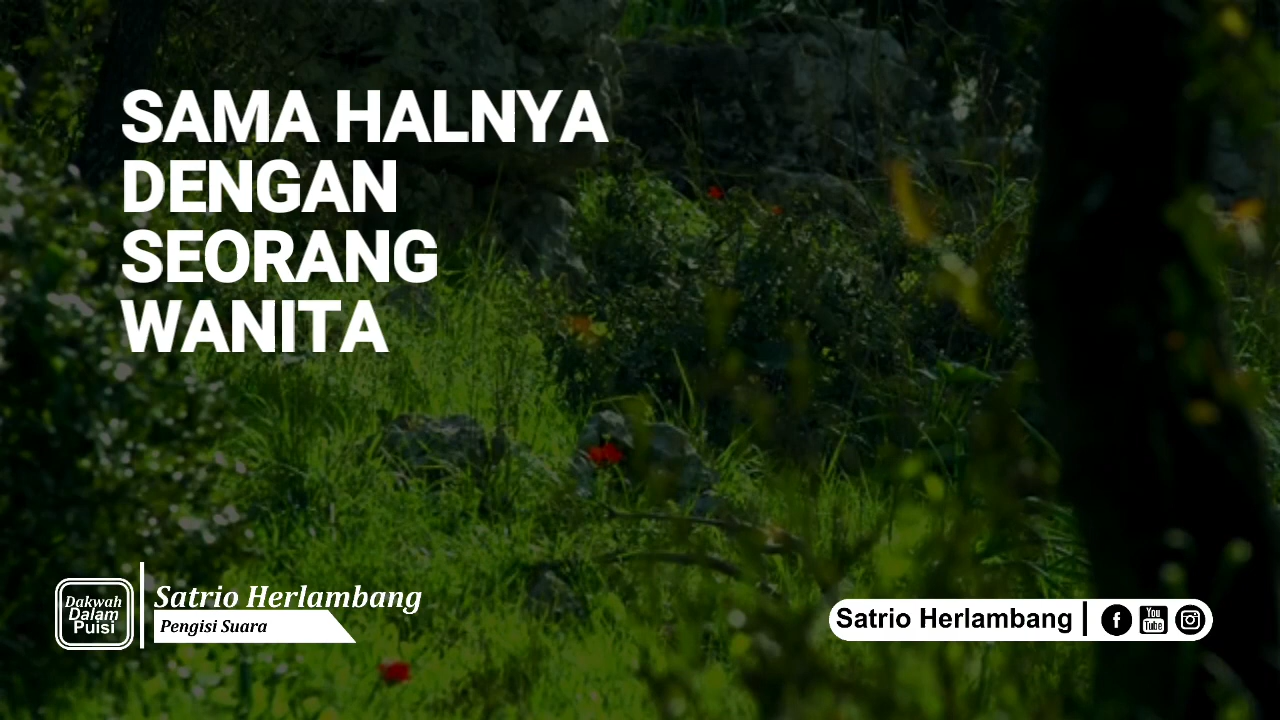 SAMA HALNYA
DENGAN
SEORANG
WANITA
Dakwah
Dalam
Puisi
Satrio Herlambang
Pengisi Suara
Satrio Herlambang |
f
You
Tube